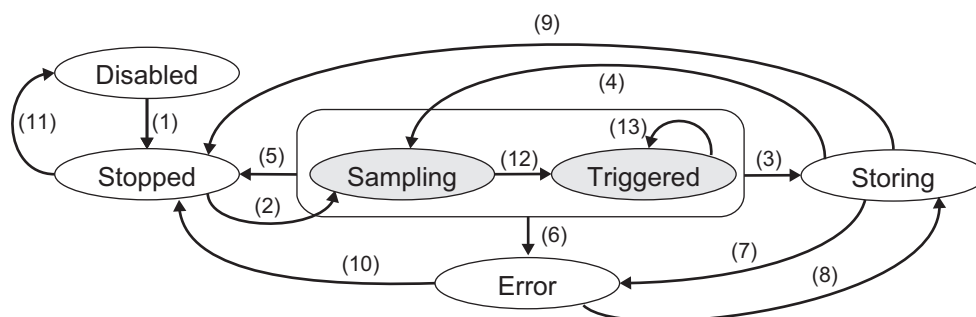 (9)
Disabled
(4)
(11)
(1)
(13)
(5)
(12)
(3)
Stopped
Sampling
Triggered
Storing
(2)
(6)
(10)
(7)
(8)
Error